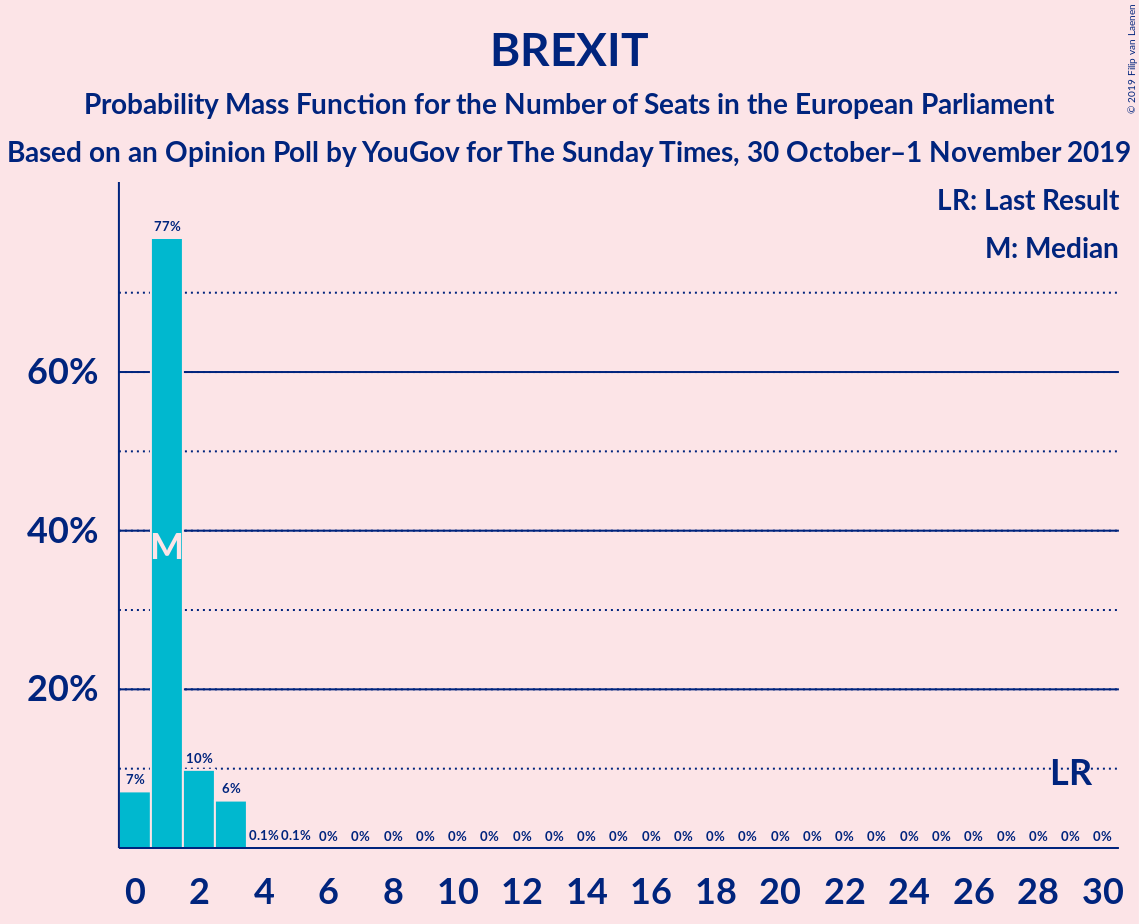 BREXIT
Probability Mass Function for the Number of Seats in the European Parliament
Based on an Opinion Poll by YouGov for The Sunday Times, 30 October–1 November 2019
© 2019 Filip van Laenen
LR: Last Result
M: Median
77%
60%
40%
M
20%
7%
10%
6%
0.1% 0.1% 0% 0% 0% 0% 0% 0% 0% 0% 0% 0% 0% 0% 0% 0% 0% 0% 0% 0% 0% 0% 0% 0% 0% 0% 0%
LR
0 2 4 6 8 10 12 14 16 18 20 22 24 26 28 30